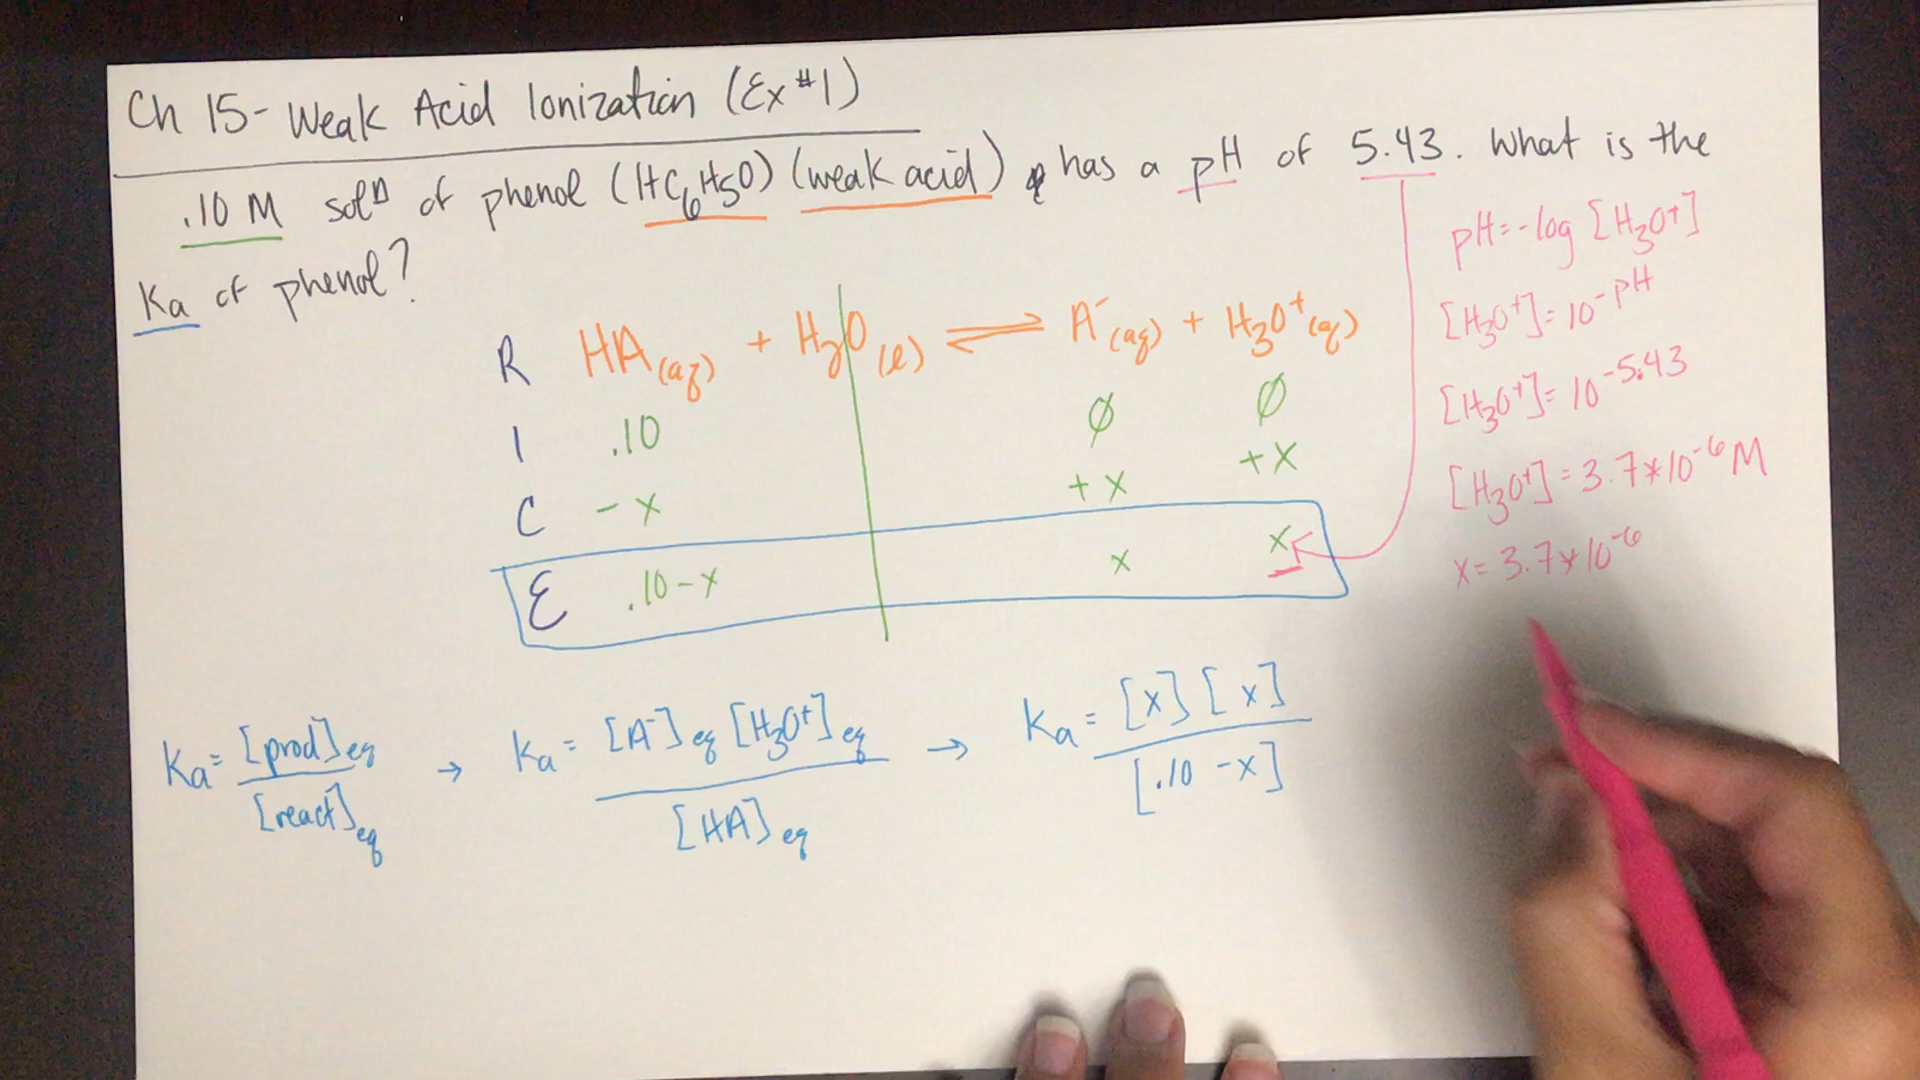 Ch 15- Weak Acid Ionization (Ex #1)
.10 M solⁿ of phenol (HC₆H₅O) (weak acid) has a pH of 5.43. What is the
Ka of phenol?
pH = -log [H₃O⁺]
[H₃O⁺] = 10^-pH
[H₃O⁺] = 10^-5.43
[H₃O⁺] = 3.7*10^-6 M
x = 3.7*10^-6
R HA(aq) + H₂O(l) ⇌ A⁻(aq) + H₃O⁺(aq)
I .10 Ø Ø
C -x +x +x
E .10-x x x
Ka = [prod]eq / [react]eq → Ka = [A⁻]eq [H₃O⁺]eq / [HA]eq → Ka = [x][x] / [.10 -x]